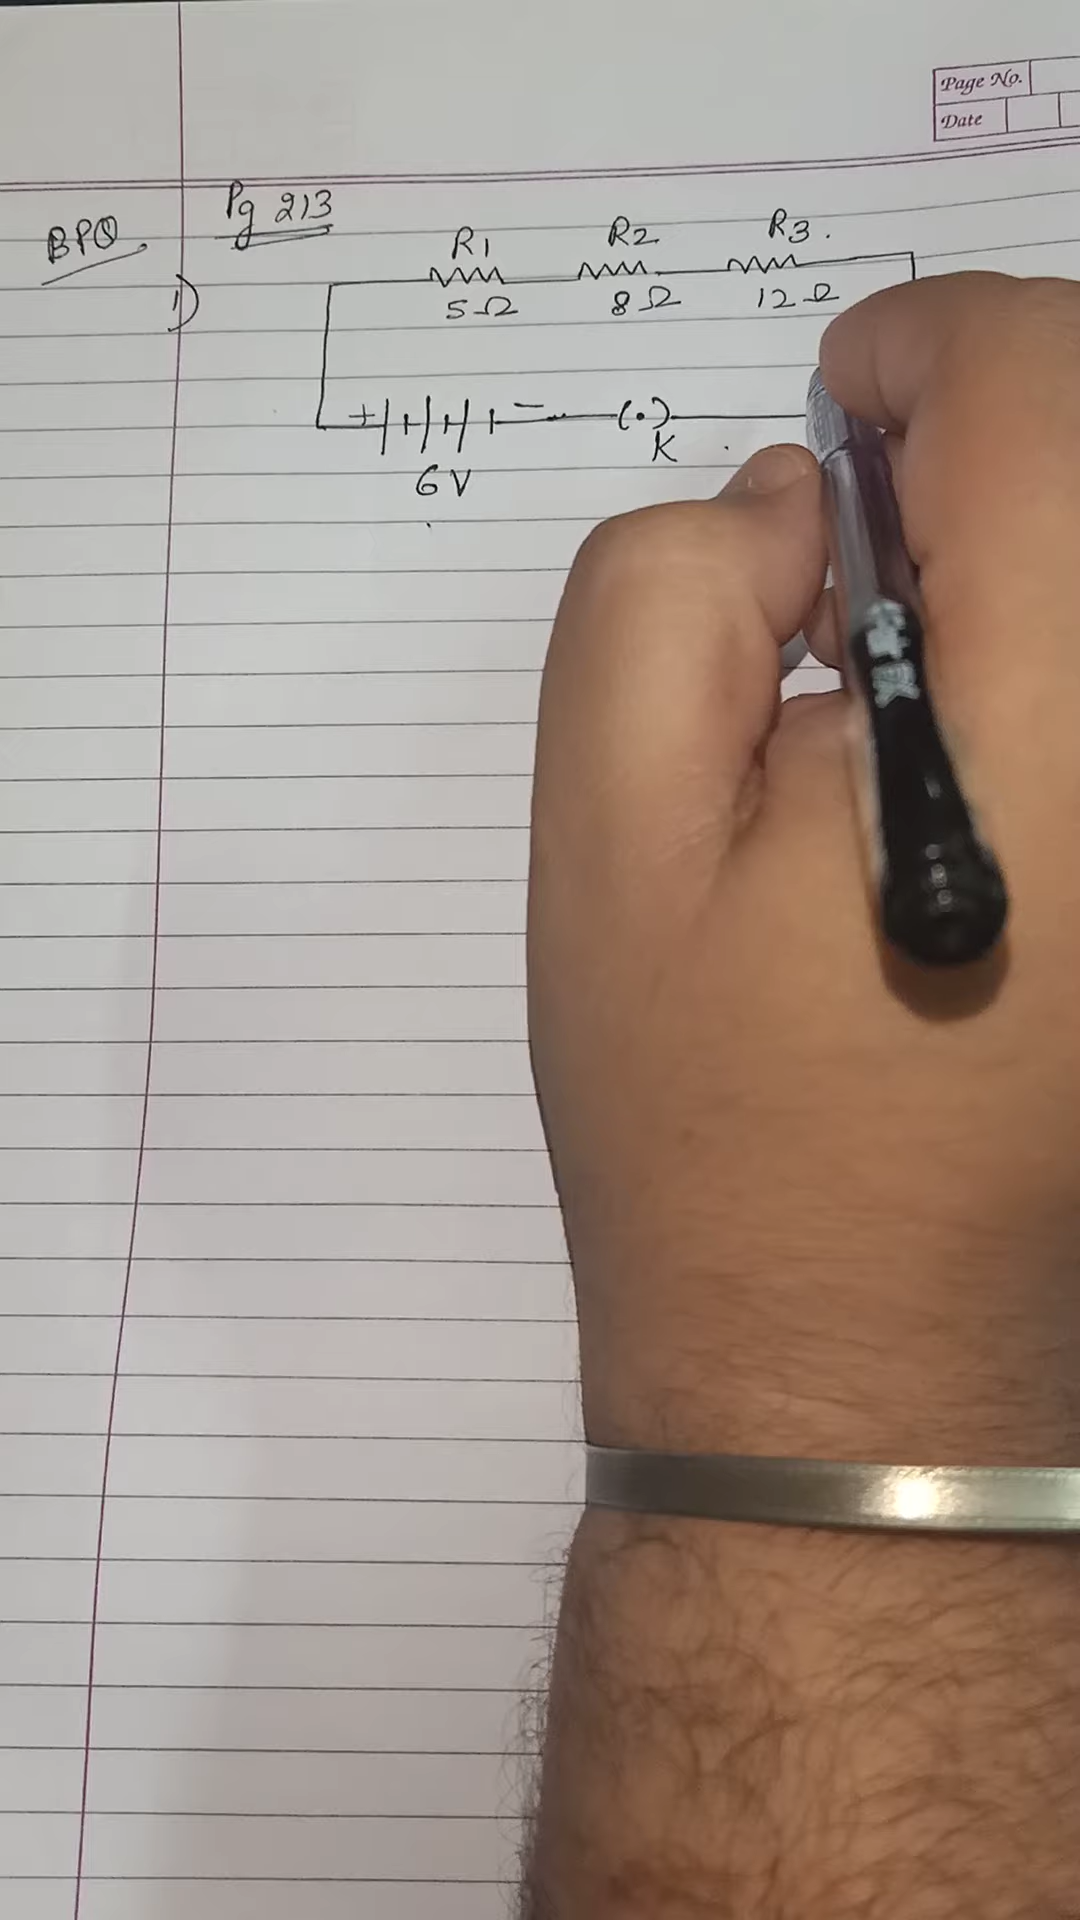 Page No.
Date
BPQ.
Pg 213
1)
R1 R2 R3.
5Ω 8Ω 12Ω
+ − (·)
K
6V